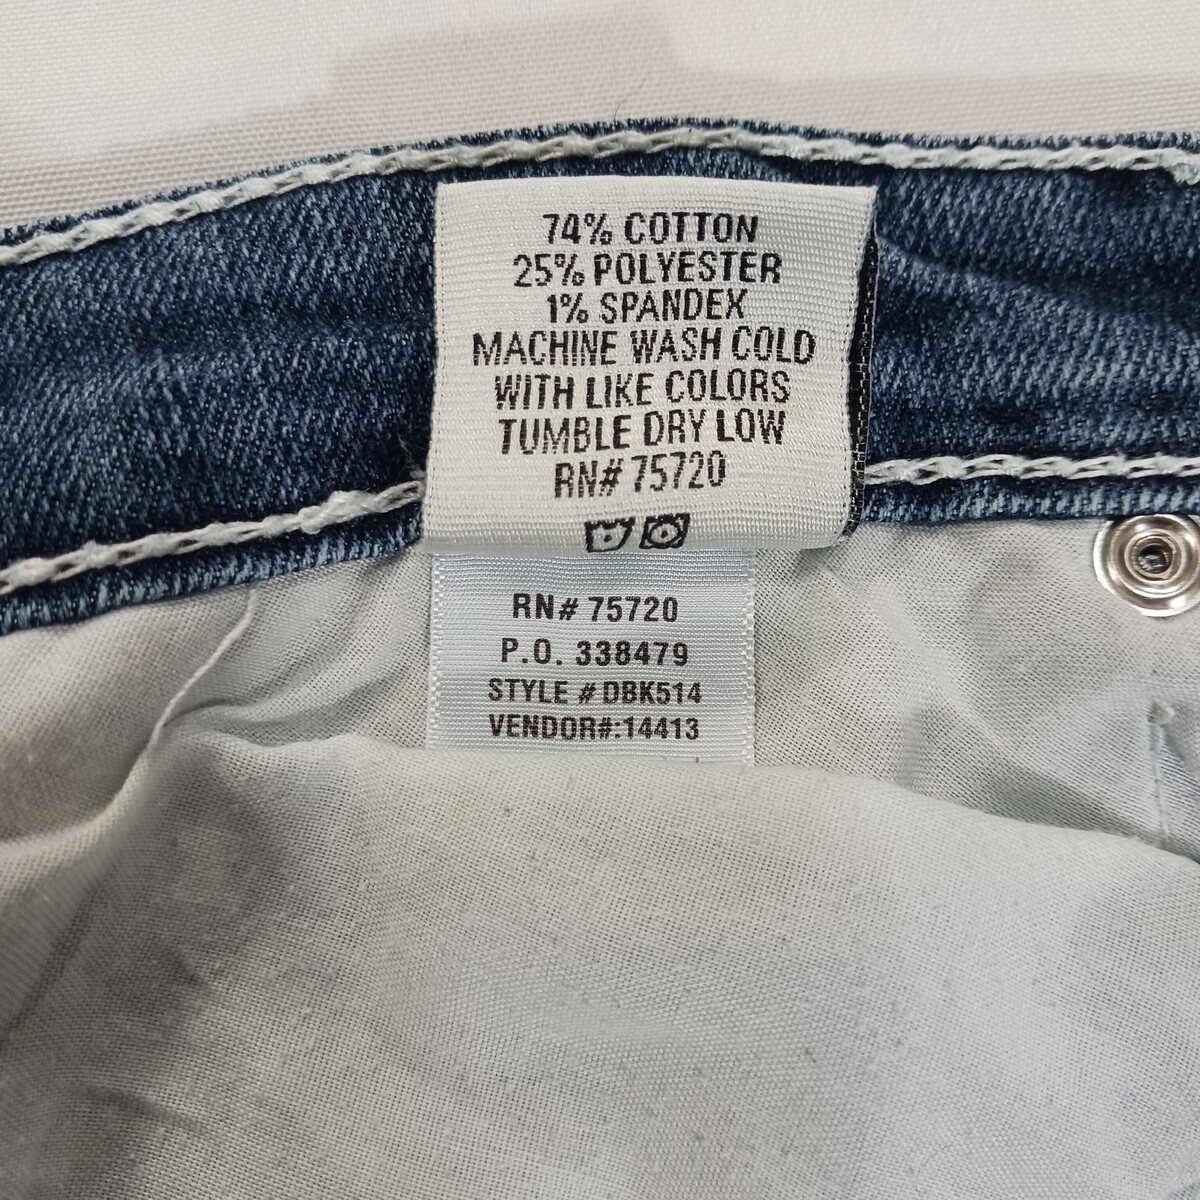 74% COTTON
25% POLYESTER
1% SPANDEX
MACHINE WASH COLD
WITH LIKE COLORS
TUMBLE DRY LOW
RN# 75720
RN# 75720
P.O. 338479
STYLE # DBK514
VENDOR#:14413